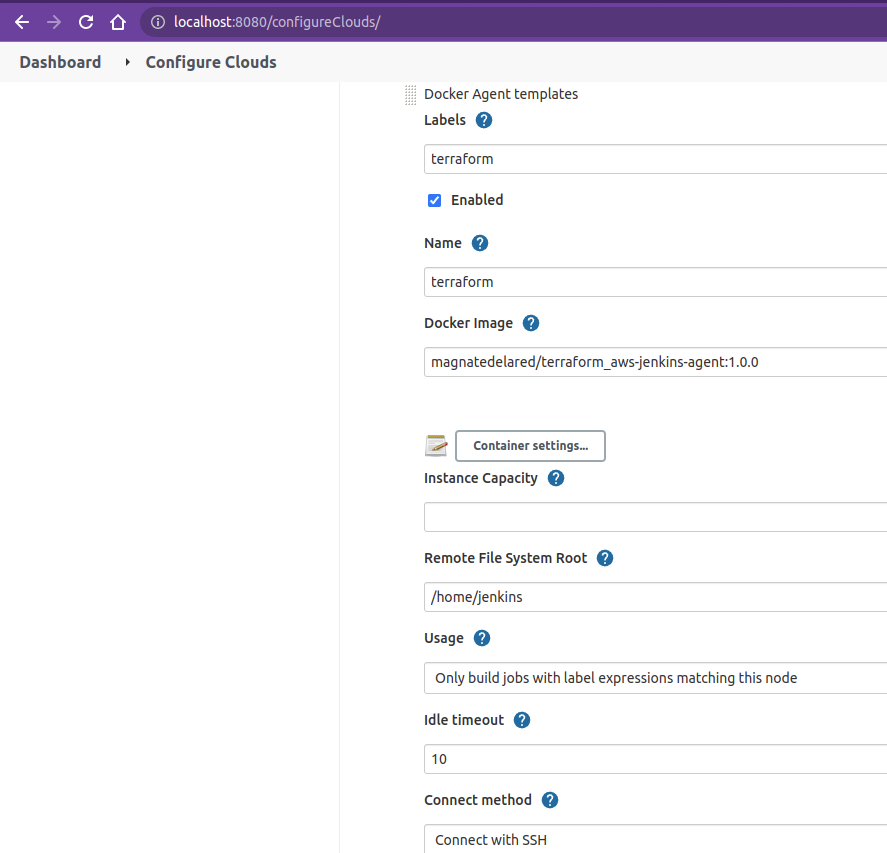 localhost:8080/configureClouds/
Dashboard Configure Clouds
Docker Agent templates
Labels ?
terraform
Enabled
Name ?
terraform
Docker Image ?
magnatedelared/terraform_aws-jenkins-agent:1.0.0
Container settings...
Instance Capacity ?
Remote File System Root ?
/home/jenkins
Usage ?
Only build jobs with label expressions matching this node
Idle timeout ?
10
Connect method ?
Connect with SSH